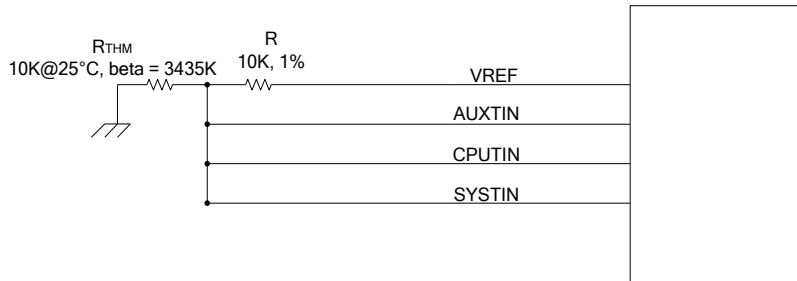 RTHM
10K@25°C, beta = 3435K
R
10K, 1%
VREF
AUXTIN
CPUTIN
SYSTIN